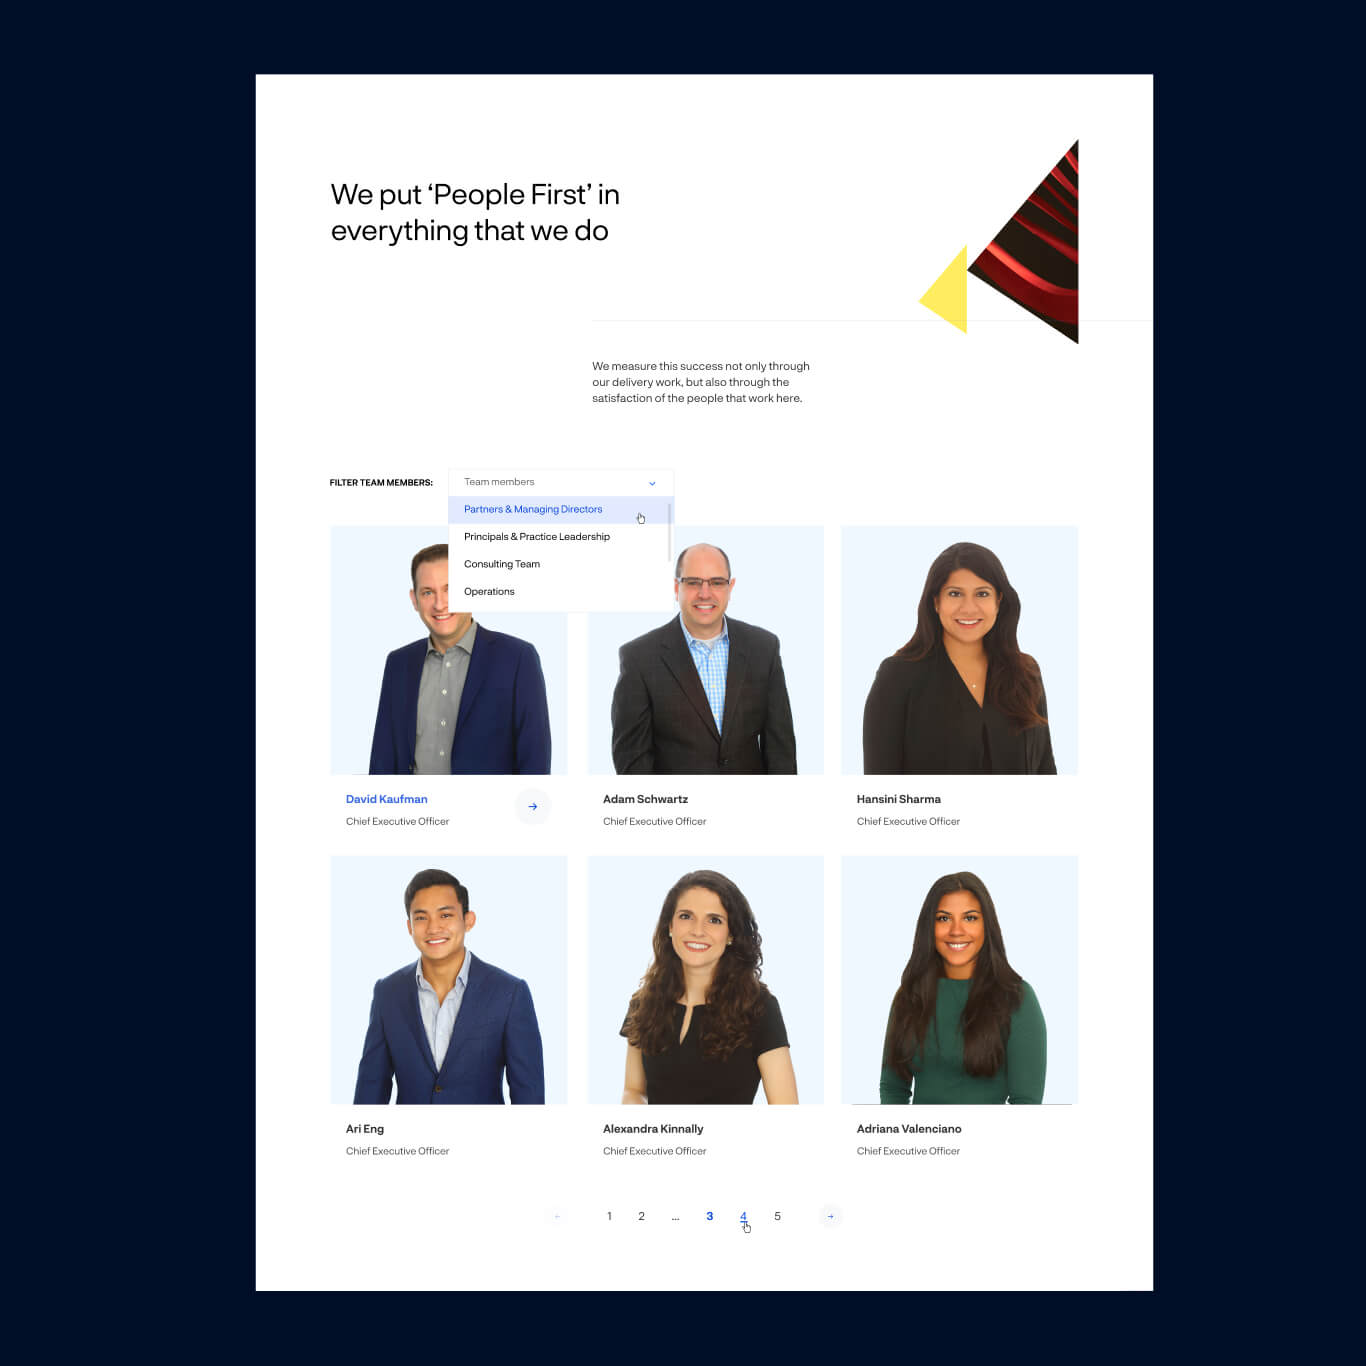 We put ‘People First’ in
everything that we do
We measure this success not only through
our delivery work, but also through the
satisfaction of the people that work here.
FILTER TEAM MEMBERS:
Team members
Partners & Managing Directors
Principals & Practice Leadership
Consulting Team
Operations
David Kaufman
Chief Executive Officer
Adam Schwartz
Chief Executive Officer
Hansini Sharma
Chief Executive Officer
Ari Eng
Chief Executive Officer
Alexandra Kinnally
Chief Executive Officer
Adriana Valenciano
Chief Executive Officer
← 1 2 ... 3 4 5 →